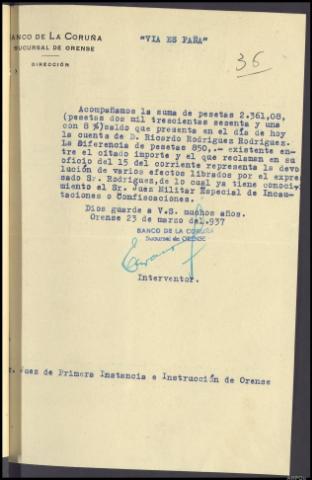 BANCO DE LA CORUÑA
SUCURSAL DE ORENSE
DIRECCIÓN
"VIA ES PAÑA"
36
Acompañamos la suma de pesetas 2.361,08,
(pesetas dos mil trescientas sesenta y una
con 8 %)saldo que presenta en el día de hoy
la cuenta de D. Ricardo Rodriguez Rodriguez.
La Diferencia de pesetas 850,.- existente en-
tre el citado importe y el que reclaman en su
oficio del 15 del corriente representa la devo
lución de varios efectos librados por el expre
sado Sr. Rodriguez, de lo cual ya tiene conoci-
miento el Sr. Juez Militar Especial de Incau-
taciones o Confiscaciones.
Dios guarde a V.S. muchos años.
Orense 23 de marzo del.937
BANCO DE LA CORUÑA
Sucursal de ORENSE
Interventor.
r. Juez de Primera Instancia e Instrucción de Orense